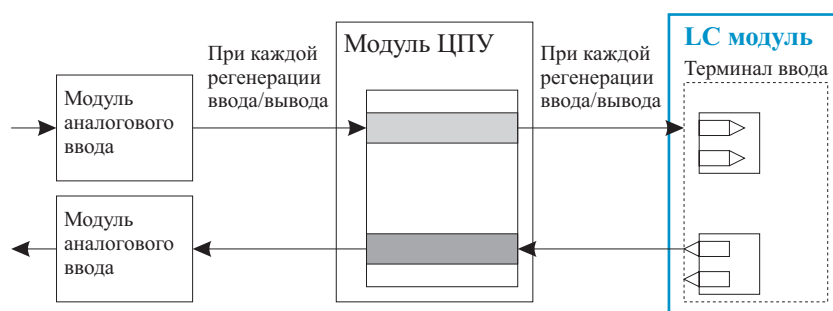 Модуль
аналогового
ввода
При каждой
регенерации
ввода/вывода
Модуль ЦПУ
При каждой
регенерации
ввода/вывода
LC модуль
Терминал ввода
Модуль
аналогового
ввода